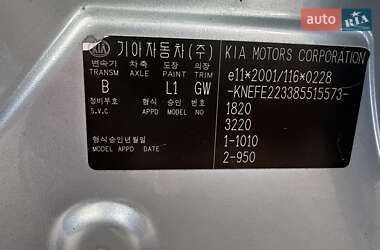 AUTO RIA
KIA 기아자동차(주) KIA MOTORS CORPORATION
변속기 차축 도장 의장
TRANSM AXLE PAINT TRIM
B L1 GW
정비부호 형식 승인 번호
S.V.C APPD MODEL NO
형식승인년월일
MODEL APPD DATE
e11*2001/116*0228
-KNEFE223385515573-
1820
3220
1-1010
2-950